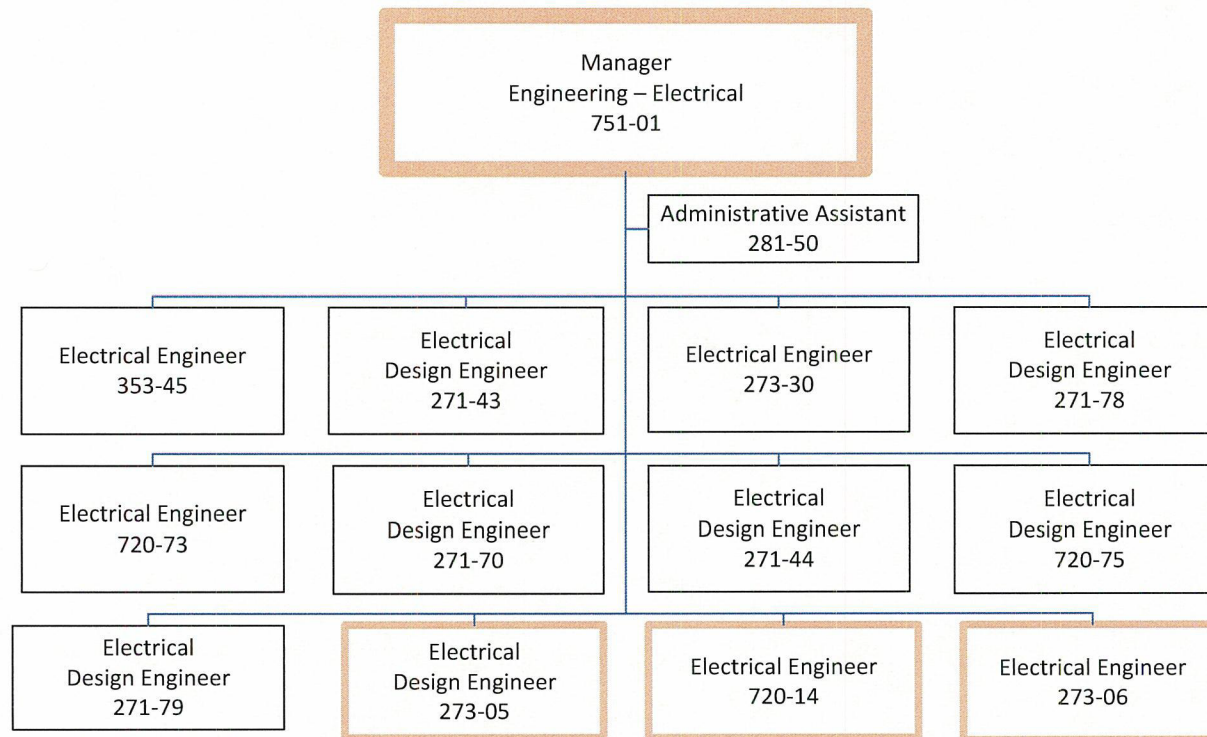 Manager
Engineering – Electrical
751-01
Administrative Assistant
281-50
Electrical Engineer
353-45
Electrical
Design Engineer
271-43
Electrical Engineer
273-30
Electrical
Design Engineer
271-78
Electrical Engineer
720-73
Electrical
Design Engineer
271-70
Electrical
Design Engineer
271-44
Electrical
Design Engineer
720-75
Electrical
Design Engineer
271-79
Electrical
Design Engineer
273-05
Electrical Engineer
720-14
Electrical Engineer
273-06